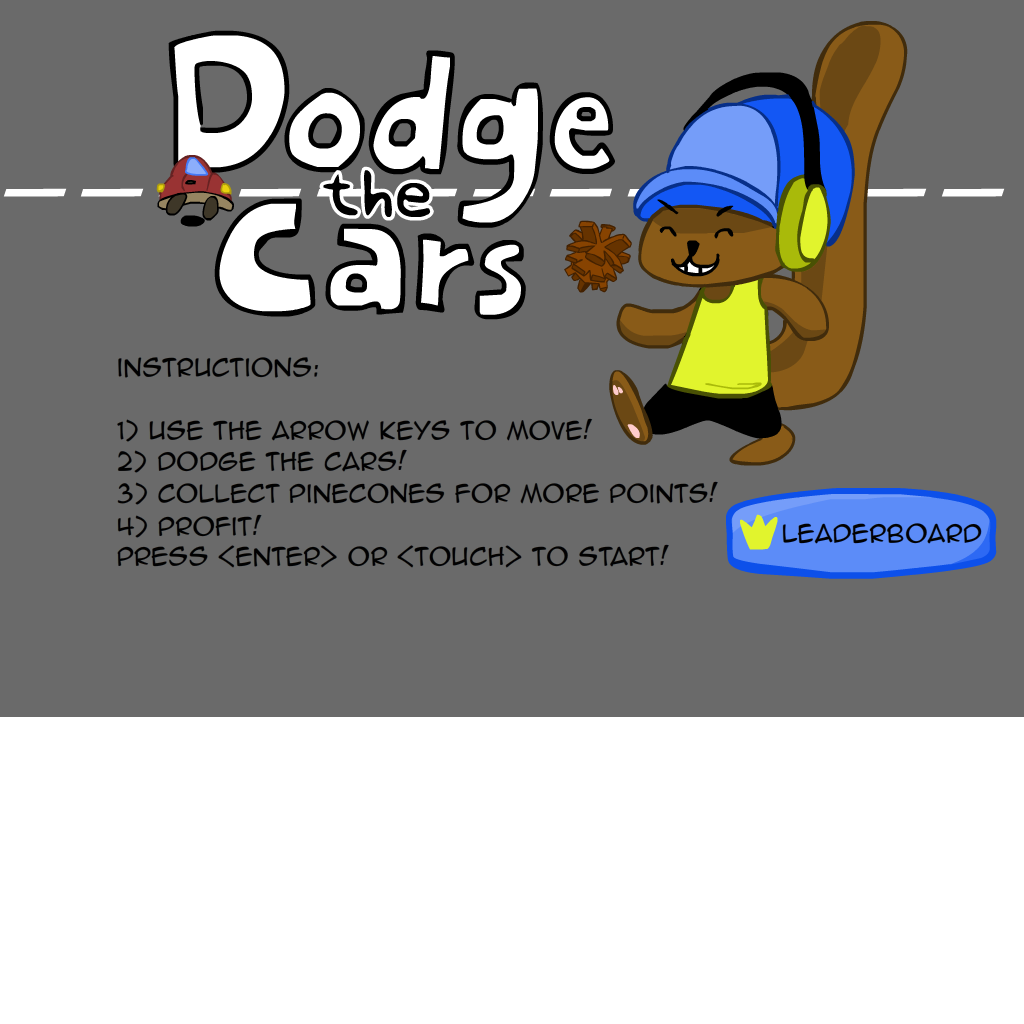 Dodge
the
Cars
INSTRUCTIONS:
1) USE THE ARROW KEYS TO MOVE!
2) DODGE THE CARS!
3) COLLECT PINECONES FOR MORE POINTS!
4) PROFIT!
PRESS <ENTER> OR <TOUCH> TO START!
LEADERBOARD